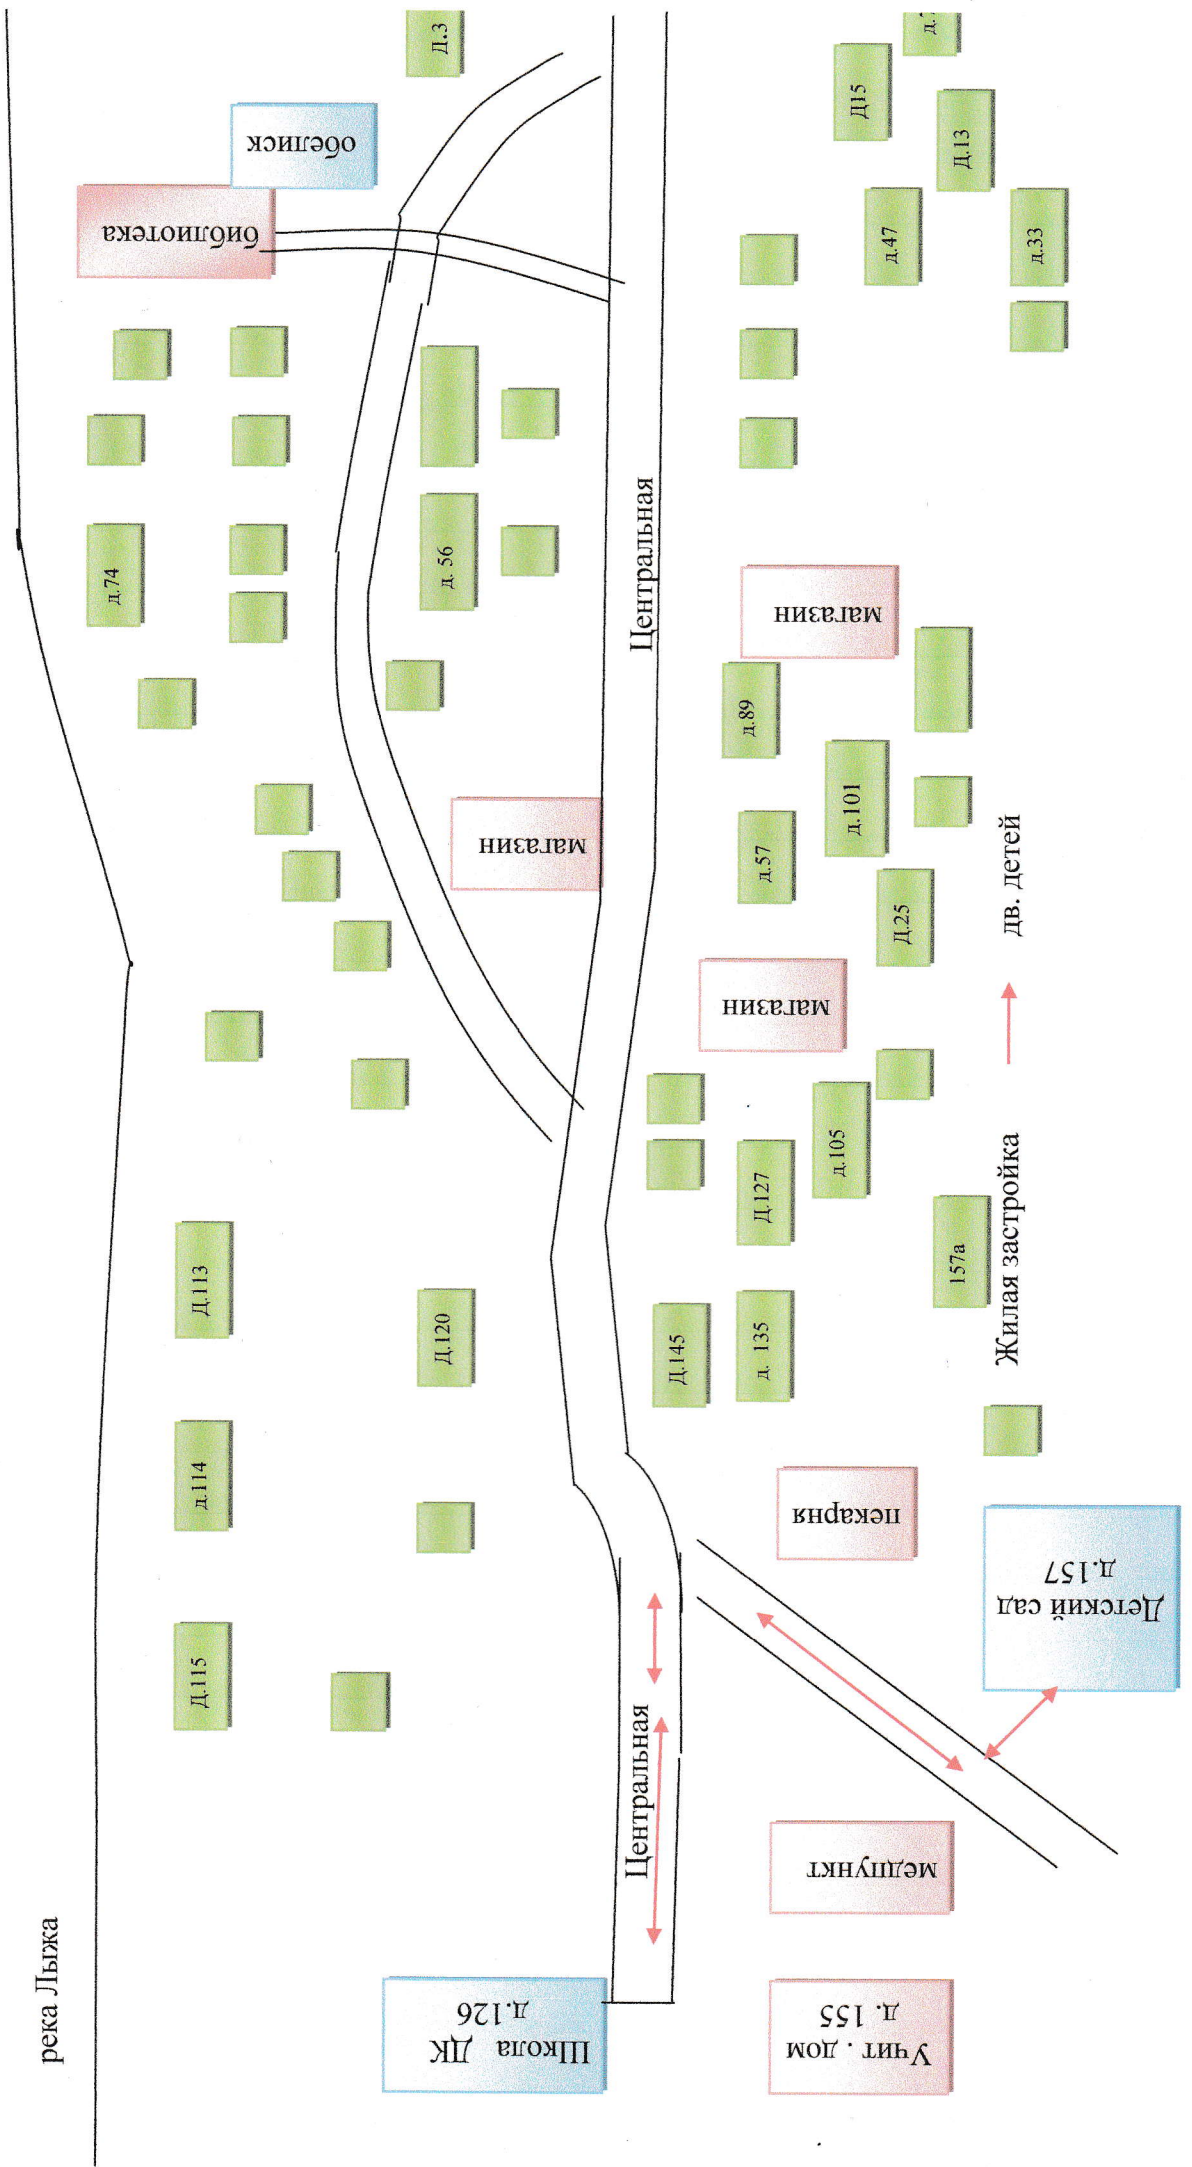 река Лыжа
Школа ДК
д.126
Учит . дом
д. 155
медпункт
Центральная
Детский сад
д.157
пекарня
Д.115
д.114
Д.113
Д.120
Д.145
д. 135
Д.127
д.105
157а
Жилая застройка
дв. детей
магазин
магазин
Д.25
д.57
д.101
д.89
магазин
Центральная
д.74
д. 56
библиотека
обелиск
Д.3
д.47
д.33
Д.13
Д15